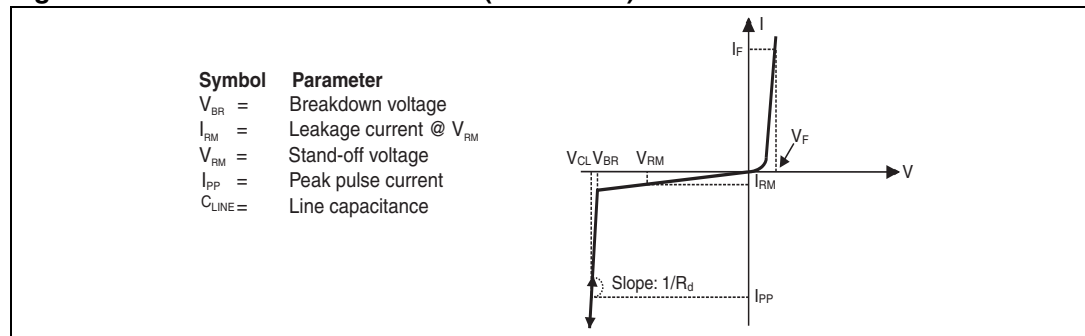 Symbol Parameter
VBR = Breakdown voltage
IRM = Leakage current @ VRM
VRM = Stand-off voltage
IPP = Peak pulse current
CLINE = Line capacitance
I
IF
VF
VCL VBR VRM
V
IRM
Slope: 1/Rd
IPP